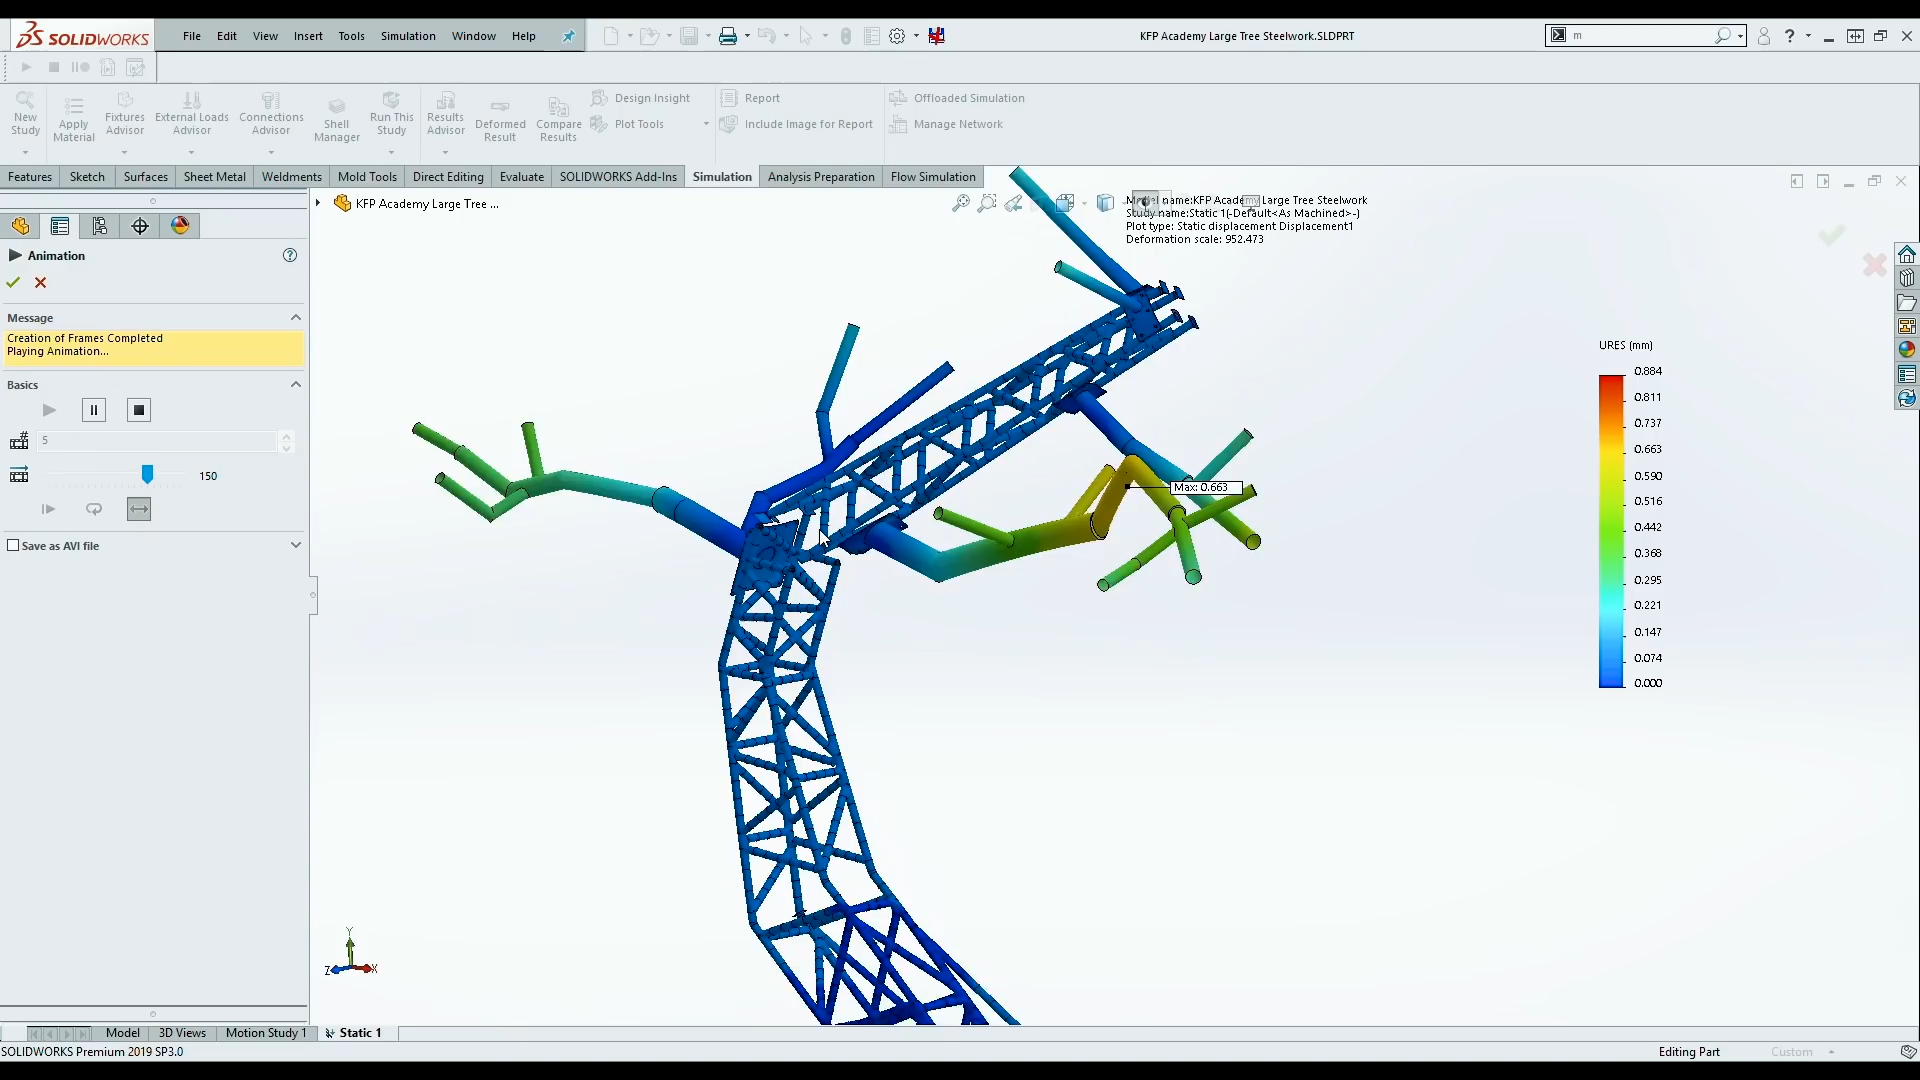 SOLIDWORKS
File Edit View Insert Tools Simulation Window Help
KFP Academy Large Tree Steelwork.SLDPRT
m
?
New Study
Apply Material
Fixtures Advisor
External Loads Advisor
Connections Advisor
Shell Manager
Run This Study
Results Advisor
Deformed Result
Compare Results
Design Insight
Plot Tools
Report
Include Image for Report
Offloaded Simulation
Manage Network
Features Sketch Surfaces Sheet Metal Weldments Mold Tools Direct Editing Evaluate SOLIDWORKS Add-Ins Simulation Analysis Preparation Flow Simulation
KFP Academy Large Tree ...
Model name:KFP Academy Large Tree Steelwork
Study name:Static 1(-Default<As Machined>-)
Plot type: Static displacement Displacement1
Deformation scale: 952.473
Animation
?
Message
Creation of Frames Completed
Playing Animation...
Basics
5
150
Save as AVI file
URES (mm)
0.884
0.811
0.737
0.663
0.590
0.516
0.442
0.368
0.295
0.221
0.147
0.074
0.000
Max: 0.663
Y
Z
X
Model 3D Views Motion Study 1 Static 1
SOLIDWORKS Premium 2019 SP3.0
Editing Part
Custom